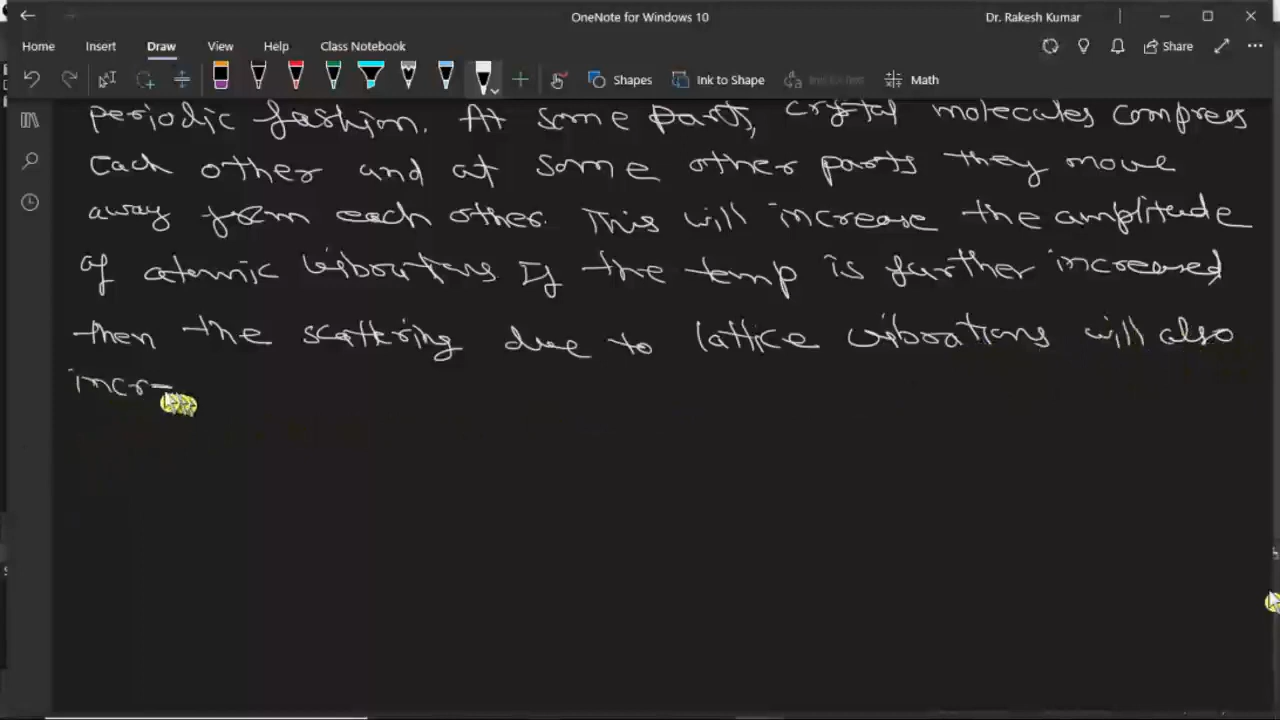 OneNote for Windows 10
Dr. Rakesh Kumar
Home Insert Draw View Help Class Notebook
Share
Shapes Ink to Shape Ink to Text Math
periodic fashion. At some parts, crystal molecules compress
each other and at some other parts they move
away from each other. This will increase the amplitude
of atomic vibrations. If the temp is further increased,
then the scattering due to lattice vibrations will also
incr